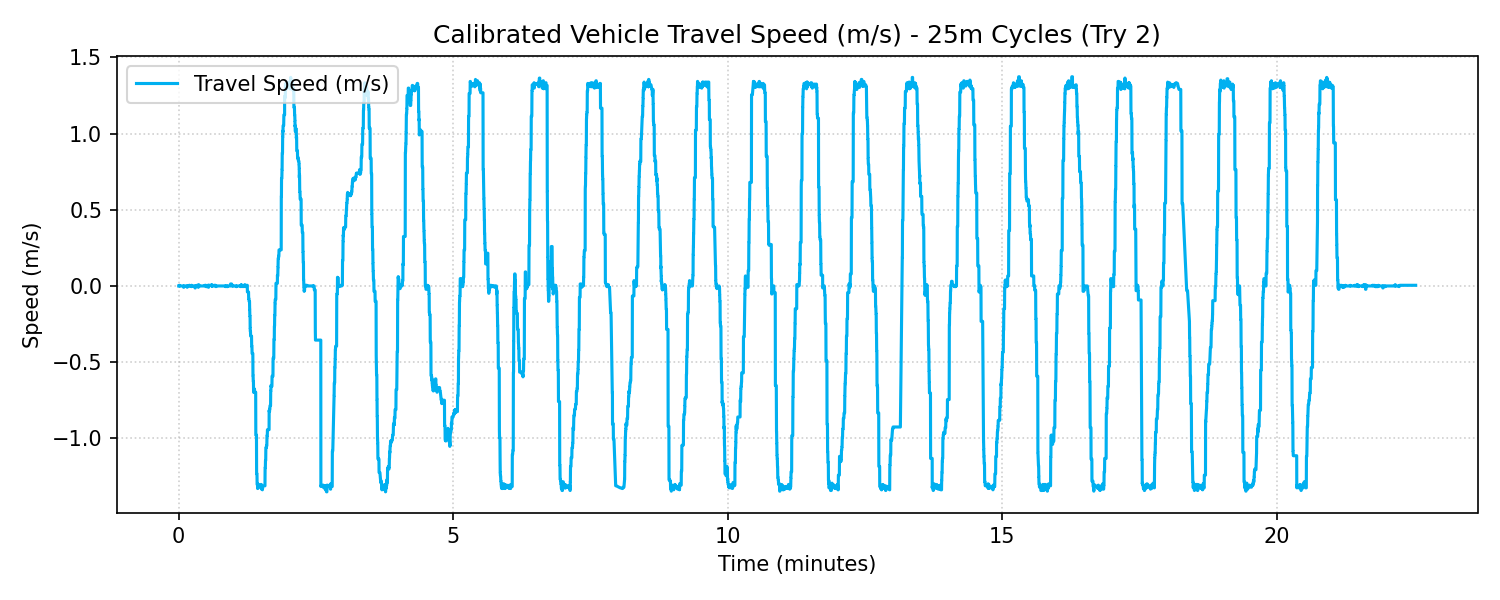 Calibrated Vehicle Travel Speed (m/s) - 25m Cycles (Try 2)
Travel Speed (m/s)
Speed (m/s)
1.5
1.0
0.5
0.0
−0.5
−1.0
0 5 10 15 20
Time (minutes)